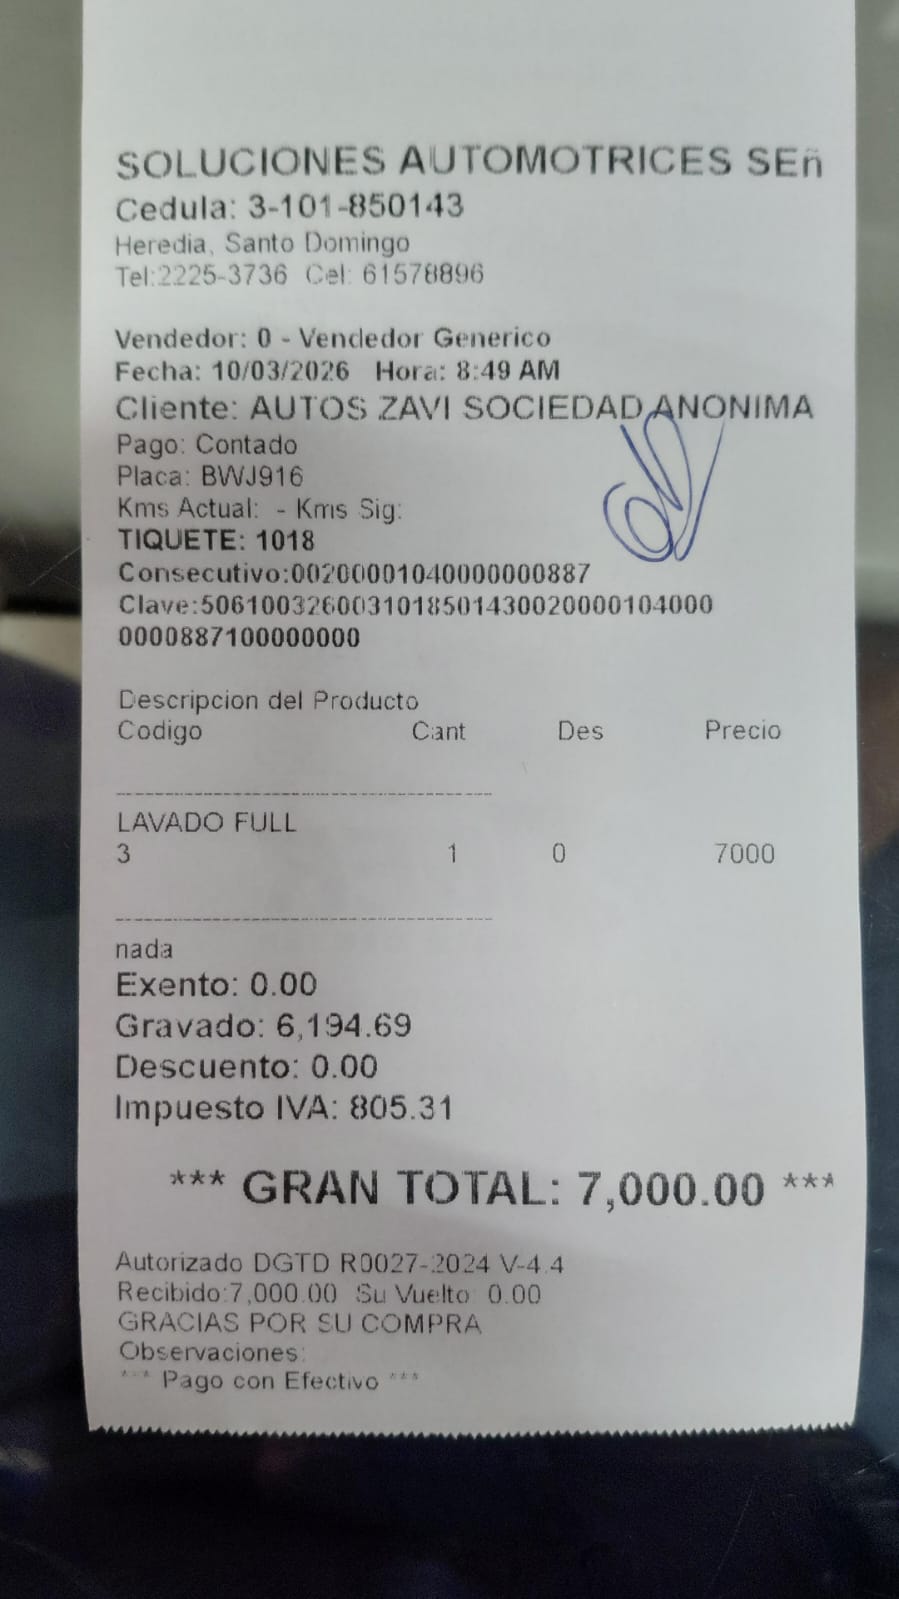 SOLUCIONES AUTOMOTRICES SEñ
Cedula: 3-101-850143
Heredia, Santo Domingo
Tel:2225-3736 Cel: 61578896
Vendedor: 0 - Vendedor Generico
Fecha: 10/03/2026 Hora: 8:49 AM
Cliente: AUTOS ZAVI SOCIEDAD ANONIMA
Pago: Contado
Placa: BWJ916
Kms Actual: - Kms Sig:
TIQUETE: 1018
Consecutivo:00200001040000000887
Clave:5061003260031018501430020000104000
0000887100000000
Descripcion del Producto
Codigo Cant Des Precio
LAVADO FULL
3 1 0 7000
nada
Exento: 0.00
Gravado: 6,194.69
Descuento: 0.00
Impuesto IVA: 805.31
*** GRAN TOTAL: 7,000.00 ***
Autorizado DGTD R0027-2024 V-4.4
Recibido:7,000.00 Su Vuelto: 0.00
GRACIAS POR SU COMPRA
Observaciones:
*** Pago con Efectivo ***